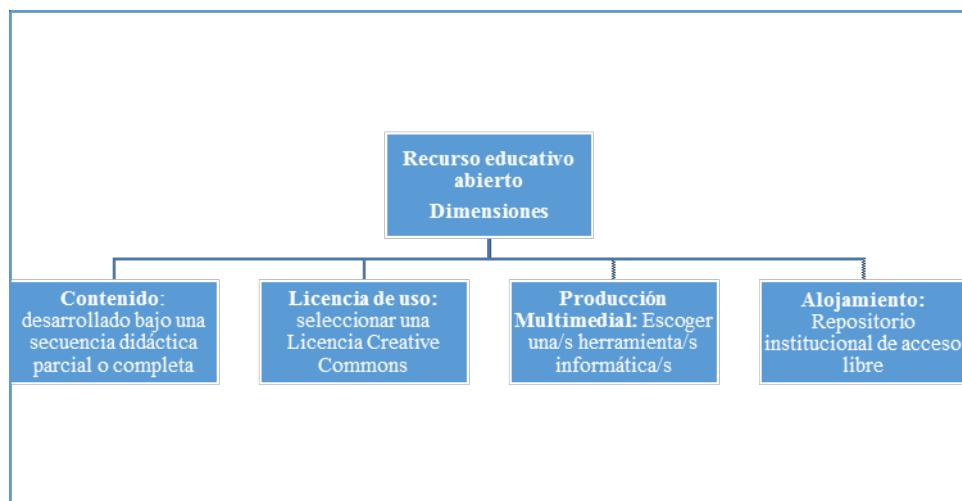 Recurso educativo
abierto
Dimensiones
Contenido:
desarrollado bajo una
secuencia didáctica
parcial o completa
Licencia de uso:
seleccionar una
Licencia Creative
Commons
Producción
Multimedial: Escoger
una/s herramienta/s
informática/s
Alojamiento:
Repositorio
institucional de acceso
libre